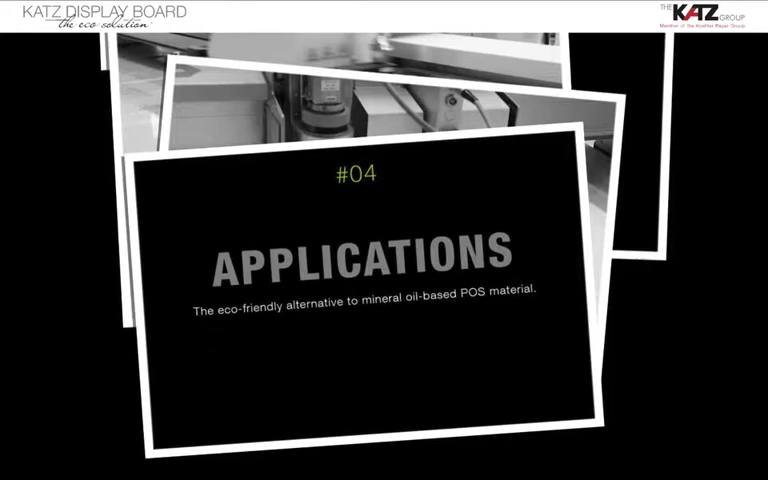 KATZ DISPLAY BOARD
the eco solution
THE KATZ GROUP
Member of the Koehler Paper Group
#04
APPLICATIONS
The eco-friendly alternative to mineral oil-based POS material.